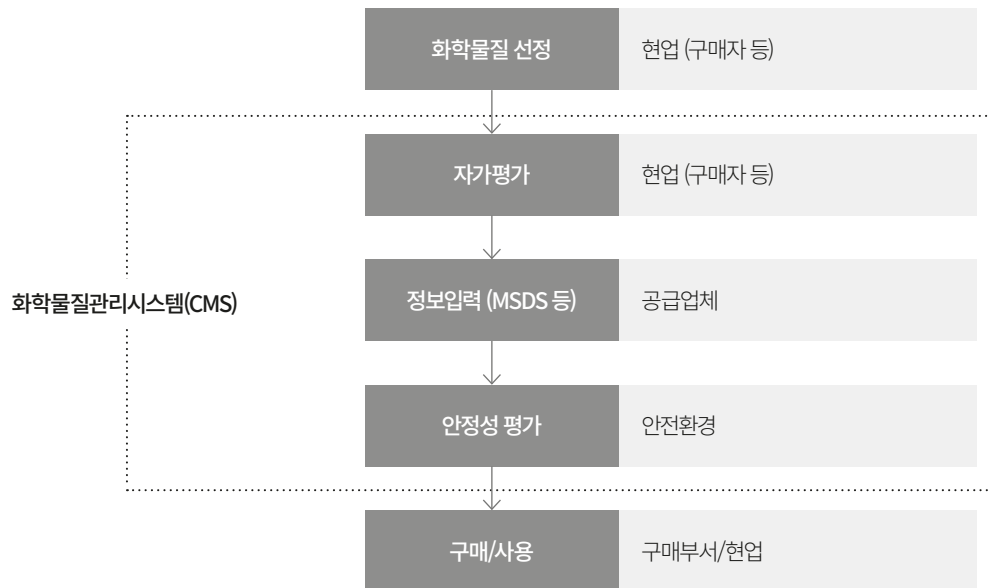 화학물질 선정 현업 (구매자 등)
자가평가 현업 (구매자 등)
화학물질관리시스템(CMS) 정보입력 (MSDS 등) 공급업체
안정성 평가 안전환경
구매/사용 구매부서/현업